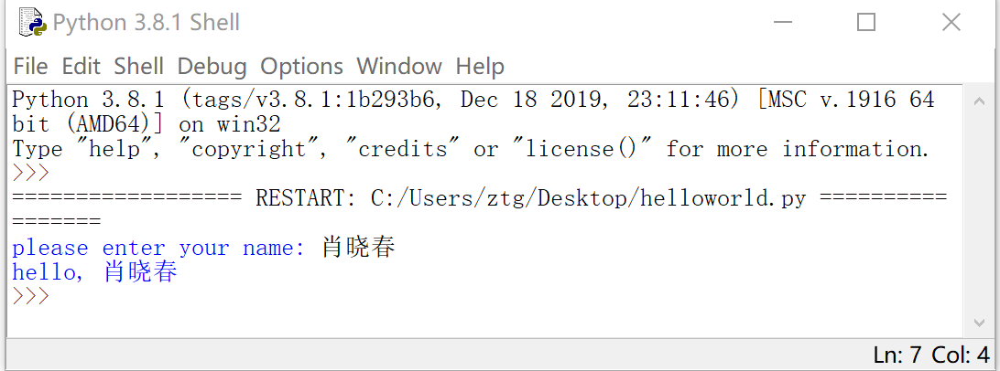 Python 3.8.1 Shell
File Edit Shell Debug Options Window Help
Python 3.8.1 (tags/v3.8.1:1b293b6, Dec 18 2019, 23:11:46) [MSC v.1916 64
bit (AMD64)] on win32
Type "help", "copyright", "credits" or "license()" for more information.
>>>
================== RESTART: C:/Users/ztg/Desktop/helloworld.py ==========
=======
please enter your name: 肖晓春
hello, 肖晓春
>>>
Ln: 7 Col: 4